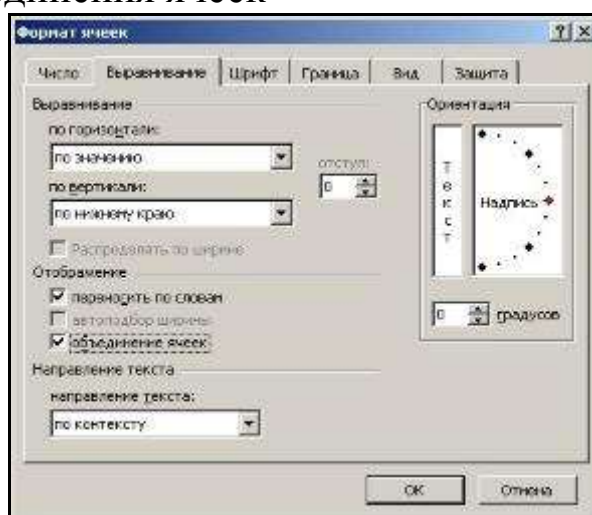 динения ячеек
Формат ячеек
Число Выравнивание Шрифт Граница Вид Защита
Выравнивание
по горизонтали:
по значению
отступ:
0
по вертикали:
по нижнему краю
Распределять по ширине
Отображение
переносить по словам
автоподбор ширины
объединение ячеек
Направление текста
направление текста:
по контексту
Ориентация
Т
е
к
с
т
Надпись
0 градусов
ОК Отмена